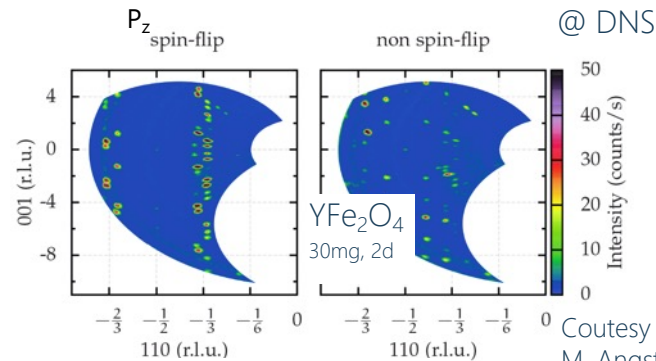 P_z
@ DNS
spin-flip
non spin-flip
001 (r.l.u.)
4
0
-4
-8
-2/3
-1/2
-1/3
-1/6
0
110 (r.l.u.)
YFe₂O₄
30mg, 2d
-2/3
-1/2
-1/3
-1/6
0
110 (r.l.u.)
50
40
30
20
10
0
Intensity (counts/s)
Coutesy
M. Angst